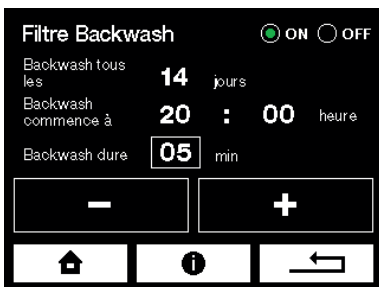 Filtre Backwash ON OFF
Backwash tous
les 14 jours
Backwash
commence à 20 : 00 heure
Backwash dure 05 min
− +
i